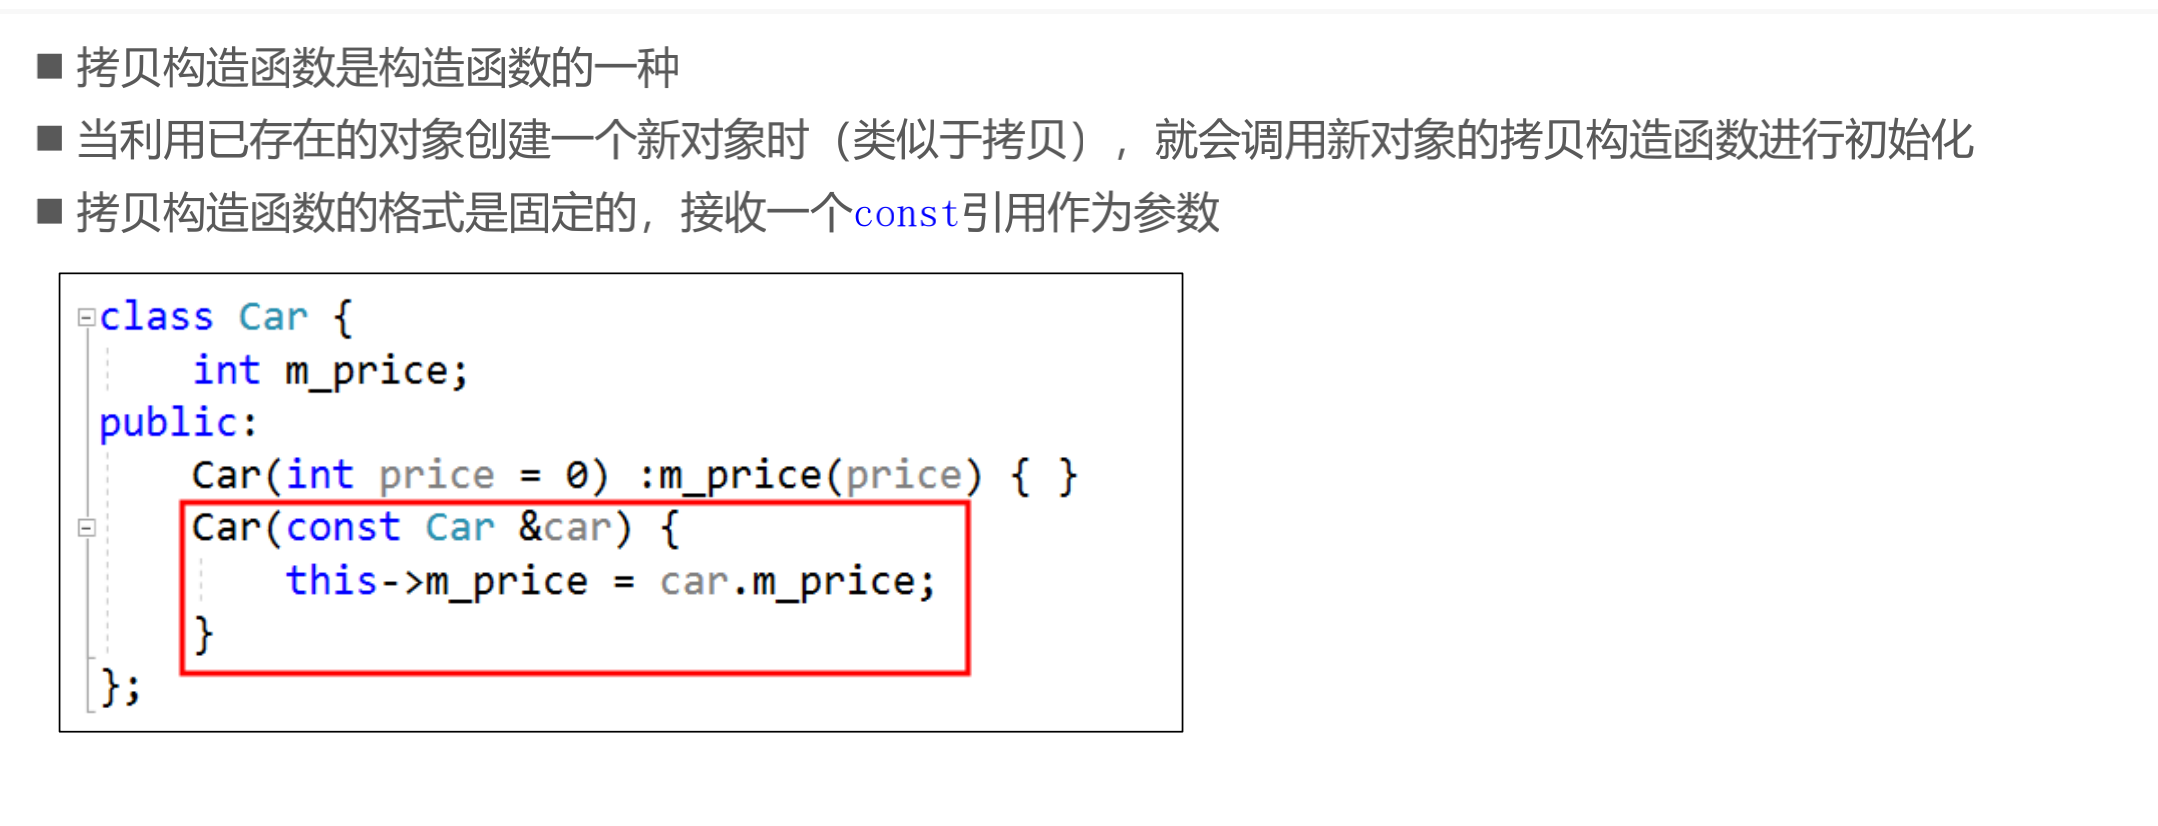 ■ 拷贝构造函数是构造函数的一种
■ 当利用已存在的对象创建一个新对象时（类似于拷贝），就会调用新对象的拷贝构造函数进行初始化
■ 拷贝构造函数的格式是固定的，接收一个const引用作为参数
class Car {
    int m_price;
public:
    Car(int price = 0) :m_price(price) { }
    Car(const Car &car) {
        this->m_price = car.m_price;
    }
};